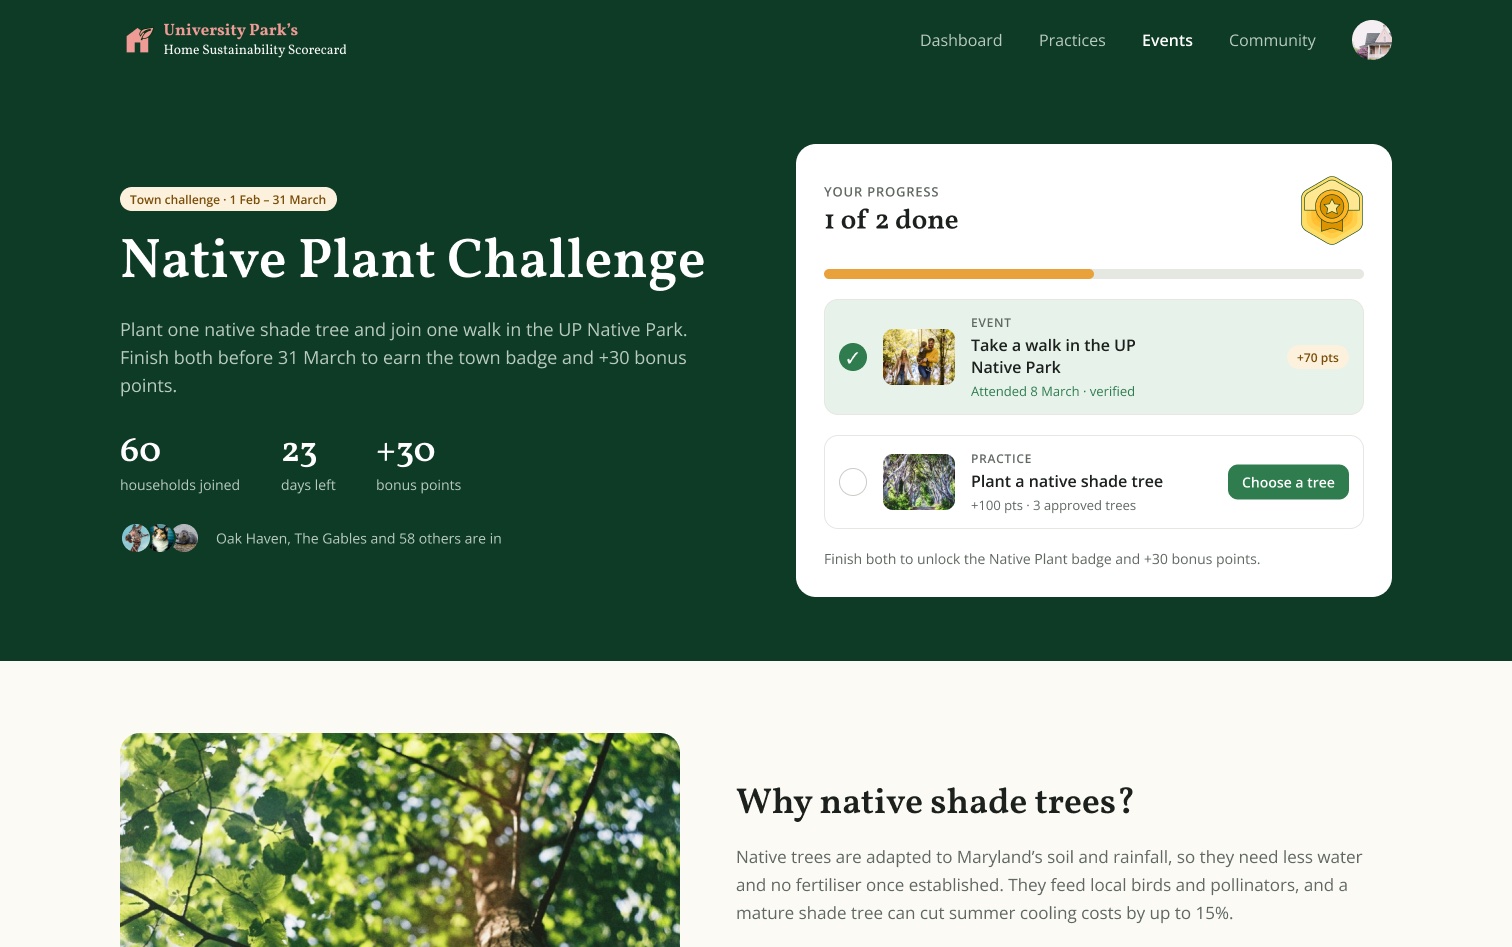 University Park’s
Home Sustainability Scorecard
Dashboard
Practices
Events
Community
Town challenge · 1 Feb – 31 March
Native Plant Challenge
Plant one native shade tree and join one walk in the UP Native Park.
Finish both before 31 March to earn the town badge and +30 bonus
points.
60
households joined
23
days left
+30
bonus points
Oak Haven, The Gables and 58 others are in
YOUR PROGRESS
1 of 2 done
EVENT
Take a walk in the UP
Native Park
Attended 8 March · verified
+70 pts
PRACTICE
Plant a native shade tree
+100 pts · 3 approved trees
Choose a tree
Finish both to unlock the Native Plant badge and +30 bonus points.
Why native shade trees?
Native trees are adapted to Maryland’s soil and rainfall, so they need less water
and no fertiliser once established. They feed local birds and pollinators, and a
mature shade tree can cut summer cooling costs by up to 15%.